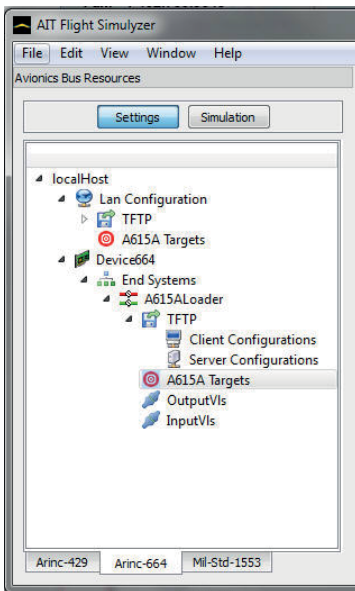 AIT Flight Simulyzer
File Edit View Window Help
Avionics Bus Resources
Settings Simulation
localHost
Lan Configuration
TFTP
A615A Targets
Device664
End Systems
A615ALoader
TFTP
Client Configurations
Server Configurations
A615A Targets
OutputVls
InputVls
Arinc-429 Arinc-664 Mil-Std-1553